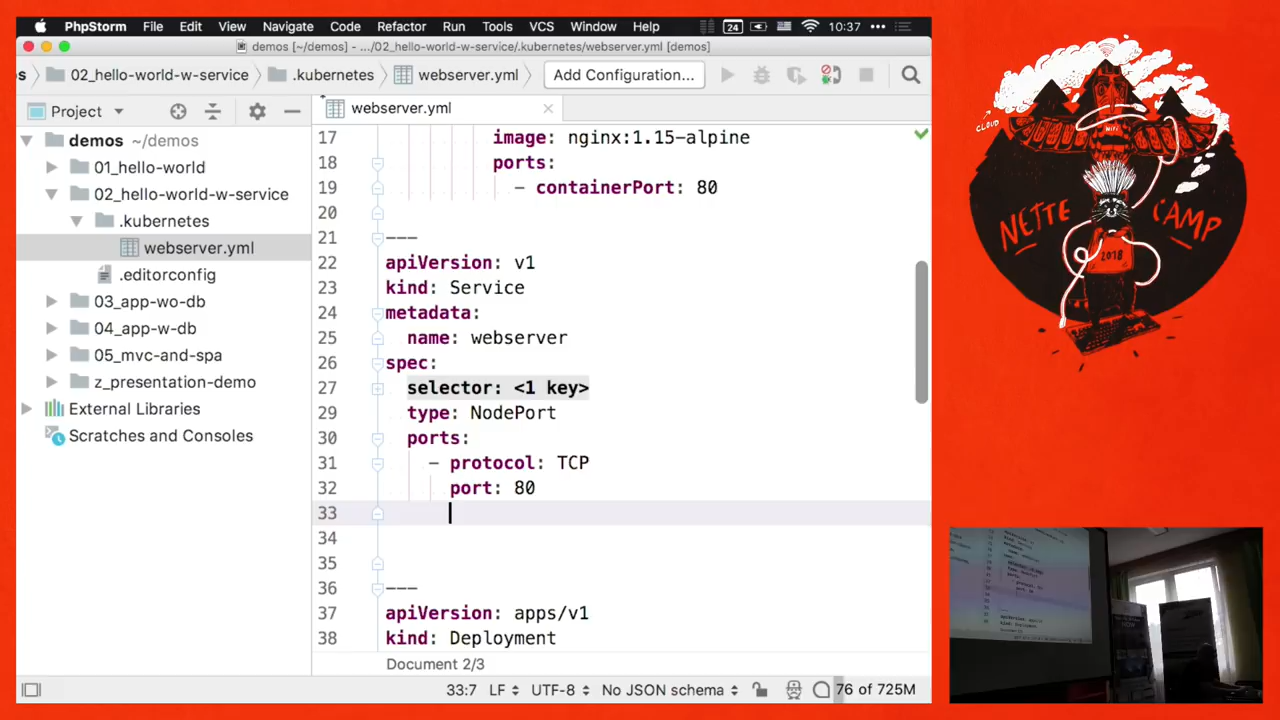 PhpStorm File Edit View Navigate Code Refactor Run Tools VCS Window Help 24 10:37
demos [~/demos] - .../02_hello-world-w-service/.kubernetes/webserver.yml [demos]
s 02_hello-world-w-service .kubernetes webserver.yml Add Configuration...
Project
webserver.yml
demos ~/demos
01_hello-world
02_hello-world-w-service
.kubernetes
webserver.yml
.editorconfig
03_app-wo-db
04_app-w-db
05_mvc-and-spa
z_presentation-demo
External Libraries
Scratches and Consoles
17 image: nginx:1.15-alpine
18 ports:
19 - containerPort: 80
20
21 ---
22 apiVersion: v1
23 kind: Service
24 metadata:
25 name: webserver
26 spec:
27 selector: <1 key>
29 type: NodePort
30 ports:
31 - protocol: TCP
32 port: 80
33
34
35
36 ---
37 apiVersion: apps/v1
38 kind: Deployment
Document 2/3
33:7 LF UTF-8 No JSON schema 76 of 725M
CLOUD
WiFi
NETTE CAMP
2018